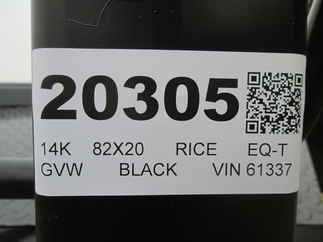 20305
14K 82X20 RICE EQ-T
GVW BLACK VIN 61337